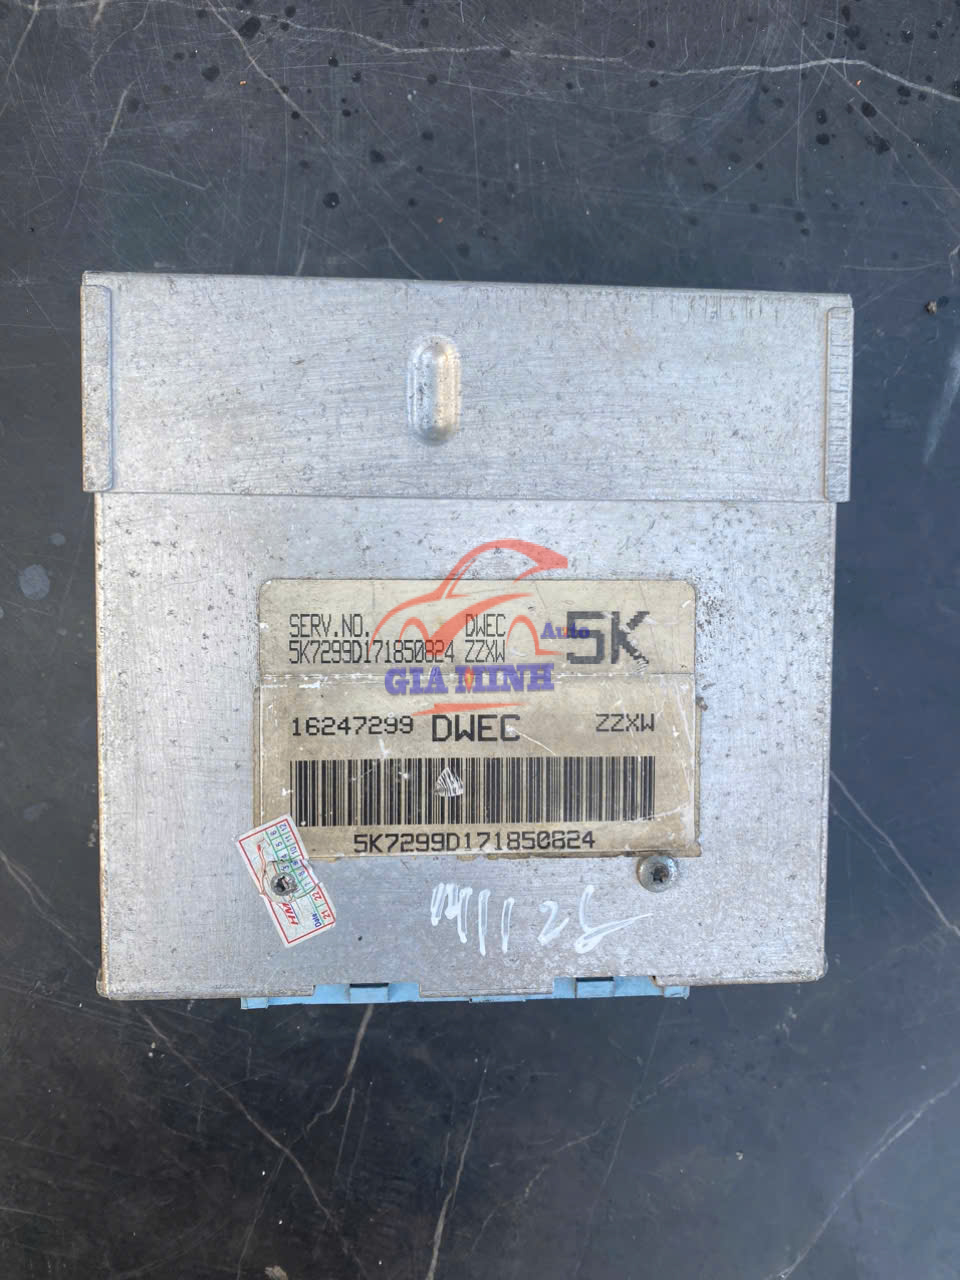 SERV.NO. DWEC
5K7299D171850824 ZZXW 5K
Auto
GIA MINH
16247299 DWEC ZZXW
5K7299D171850824